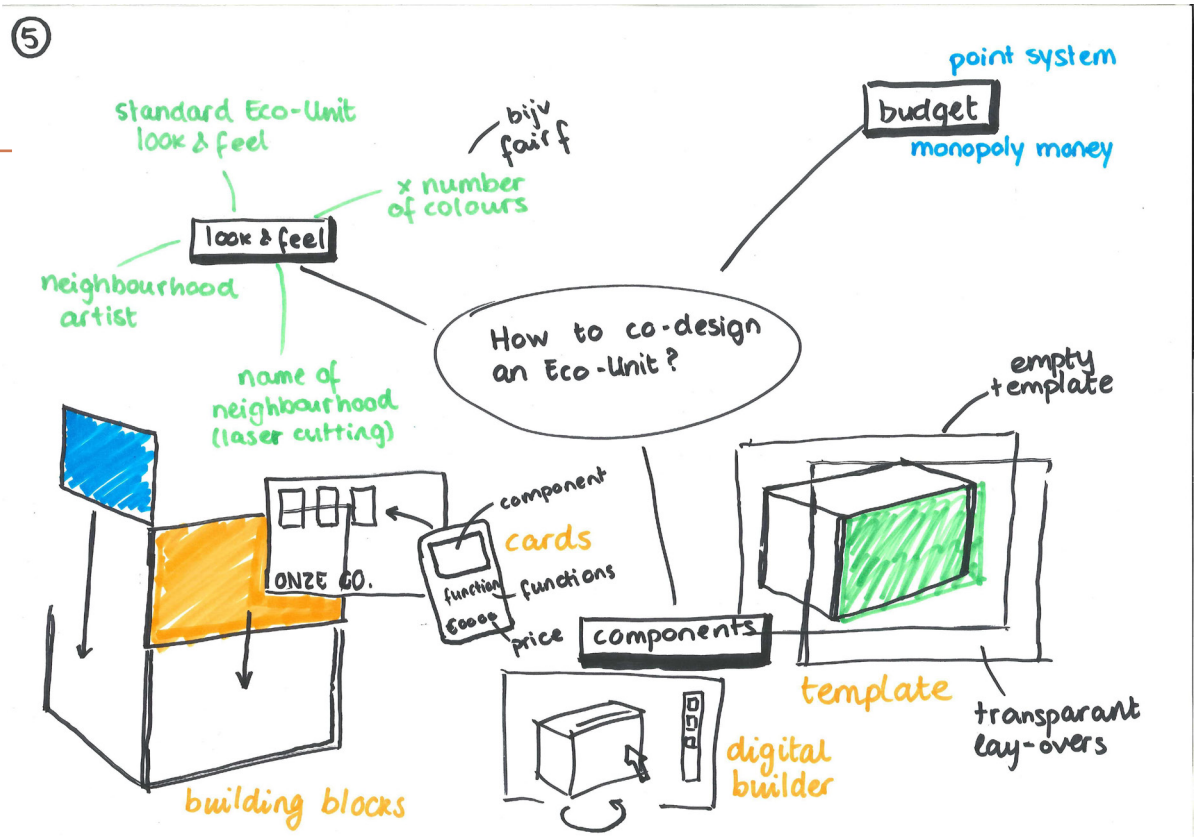 5
point system
budget
monopoly money
standard Eco-Unit
look & feel
bijv
fair f
x number
of colours
look & feel
neighbourhood
artist
name of
neighbourhood
(laser cutting)
How to co-design
an Eco-Unit?
empty
template
component
cards
ONZE CO.
function
functions
price
components
template
transparant
lay-overs
digital
builder
building blocks